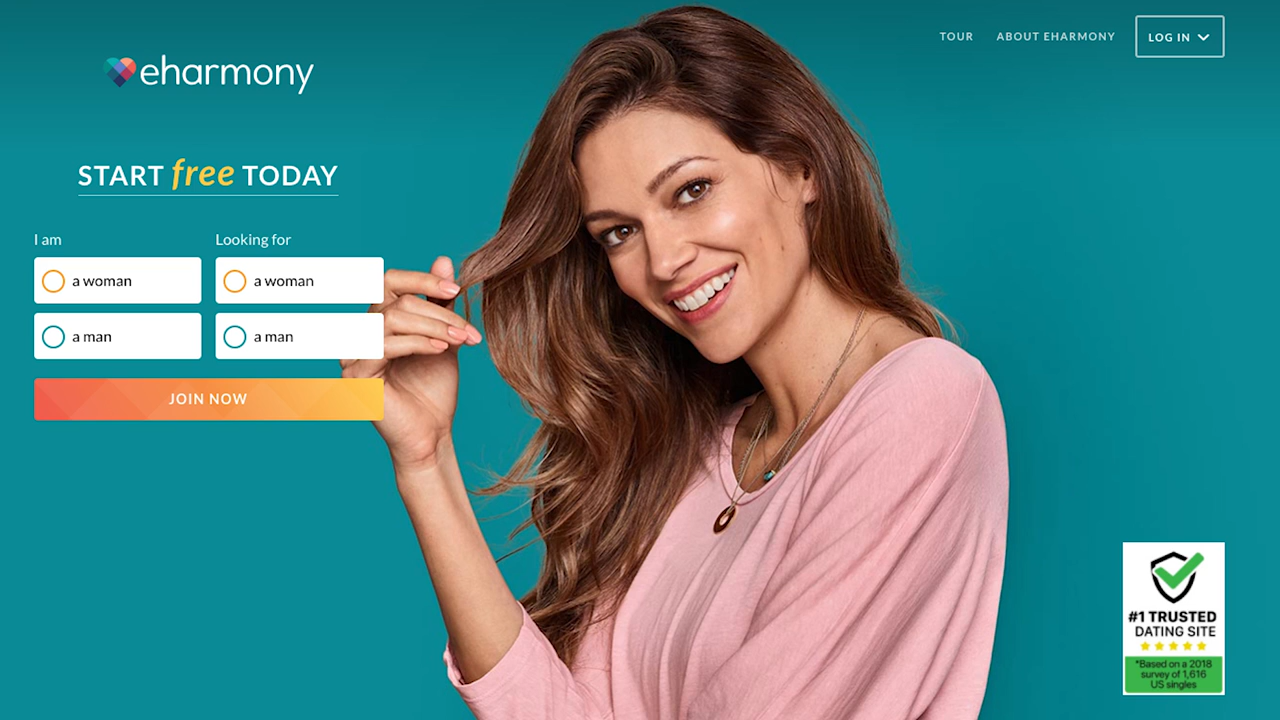 TOUR
ABOUT EHARMONY
LOG IN
eharmony
START free TODAY
I am
Looking for
a woman
a woman
a man
a man
JOIN NOW
#1 TRUSTED
DATING SITE
*Based on a 2018
survey of 1,616
US singles